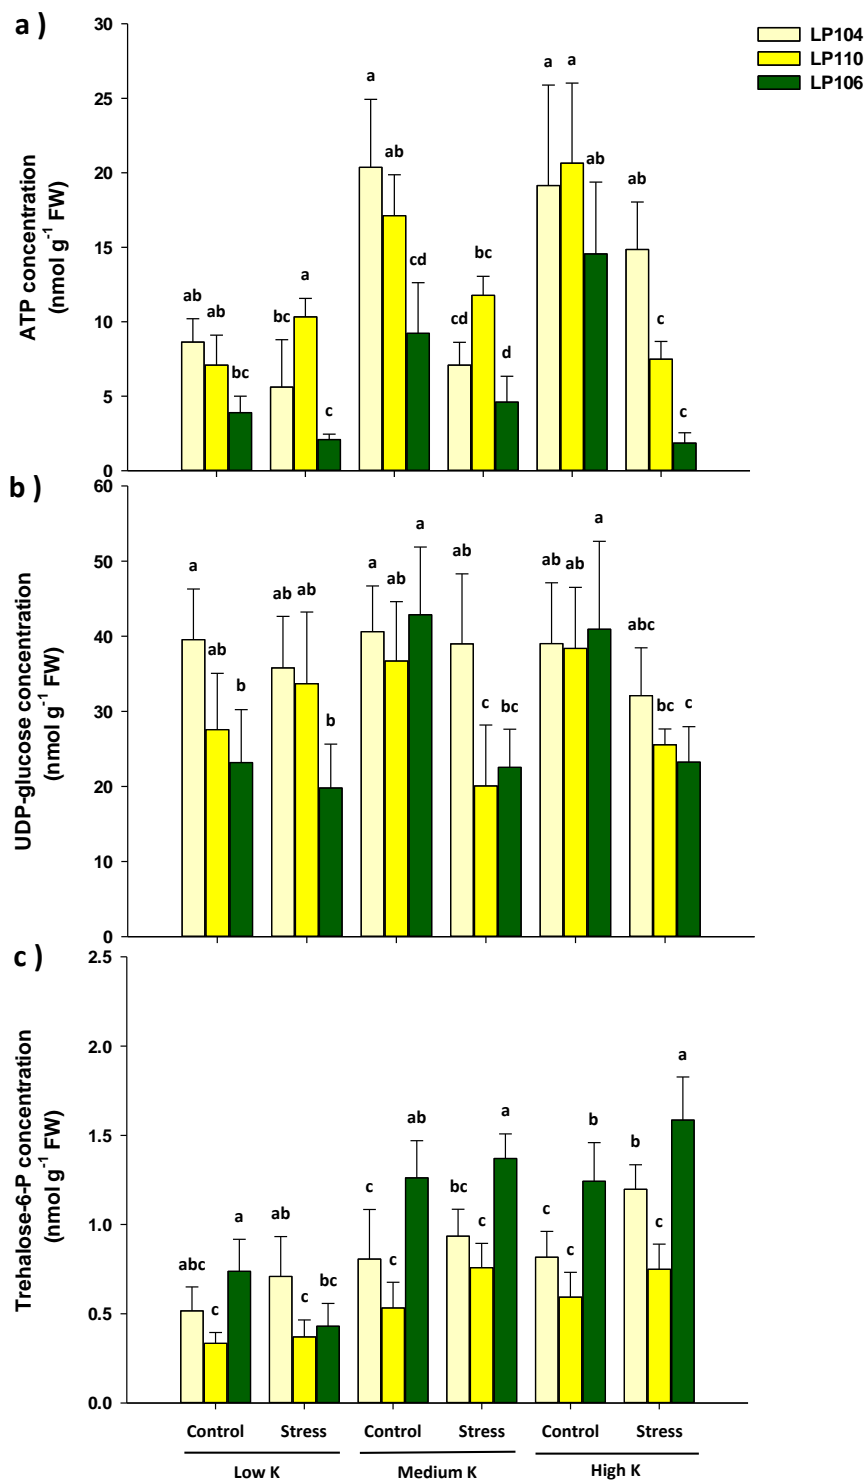 a )
LP104
LP110
LP106
ATP concentration
(nmol g-1 FW)
30
25
20
15
10
5
0
ab
ab
bc
bc
a
c
a
ab
cd
cd
bc
d
a
a
ab
ab
c
c
b )
UDP-glucose concentration
(nmol g-1 FW)
60
50
40
30
20
10
0
a
ab
b
ab
ab
b
a
ab
a
ab
c
bc
ab
ab
a
abc
bc
c
c )
Trehalose-6-P concentration
(nmol g-1 FW)
2.5
2.0
1.5
1.0
0.5
0.0
abc
c
a
ab
c
bc
c
c
ab
bc
c
a
c
c
b
b
c
a
Control Stress Control Stress Control Stress
Low K Medium K High K